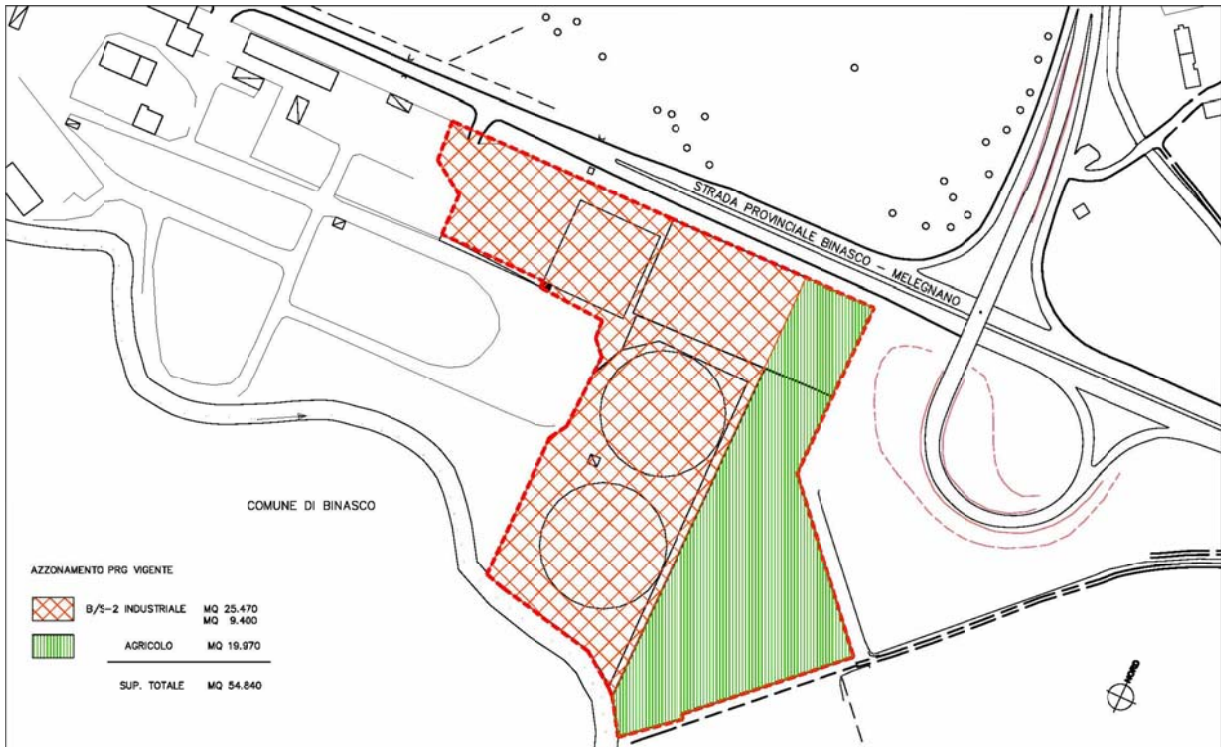 STRADA PROVINCIALE BINASCO - MELEGNANO
COMUNE DI BINASCO
AZZONAMENTO PRG VIGENTE
B/S-2 INDUSTRIALE MQ 25.470
MQ 9.400
AGRICOLO MQ 19.970
SUP. TOTALE MQ 54.840
NORD